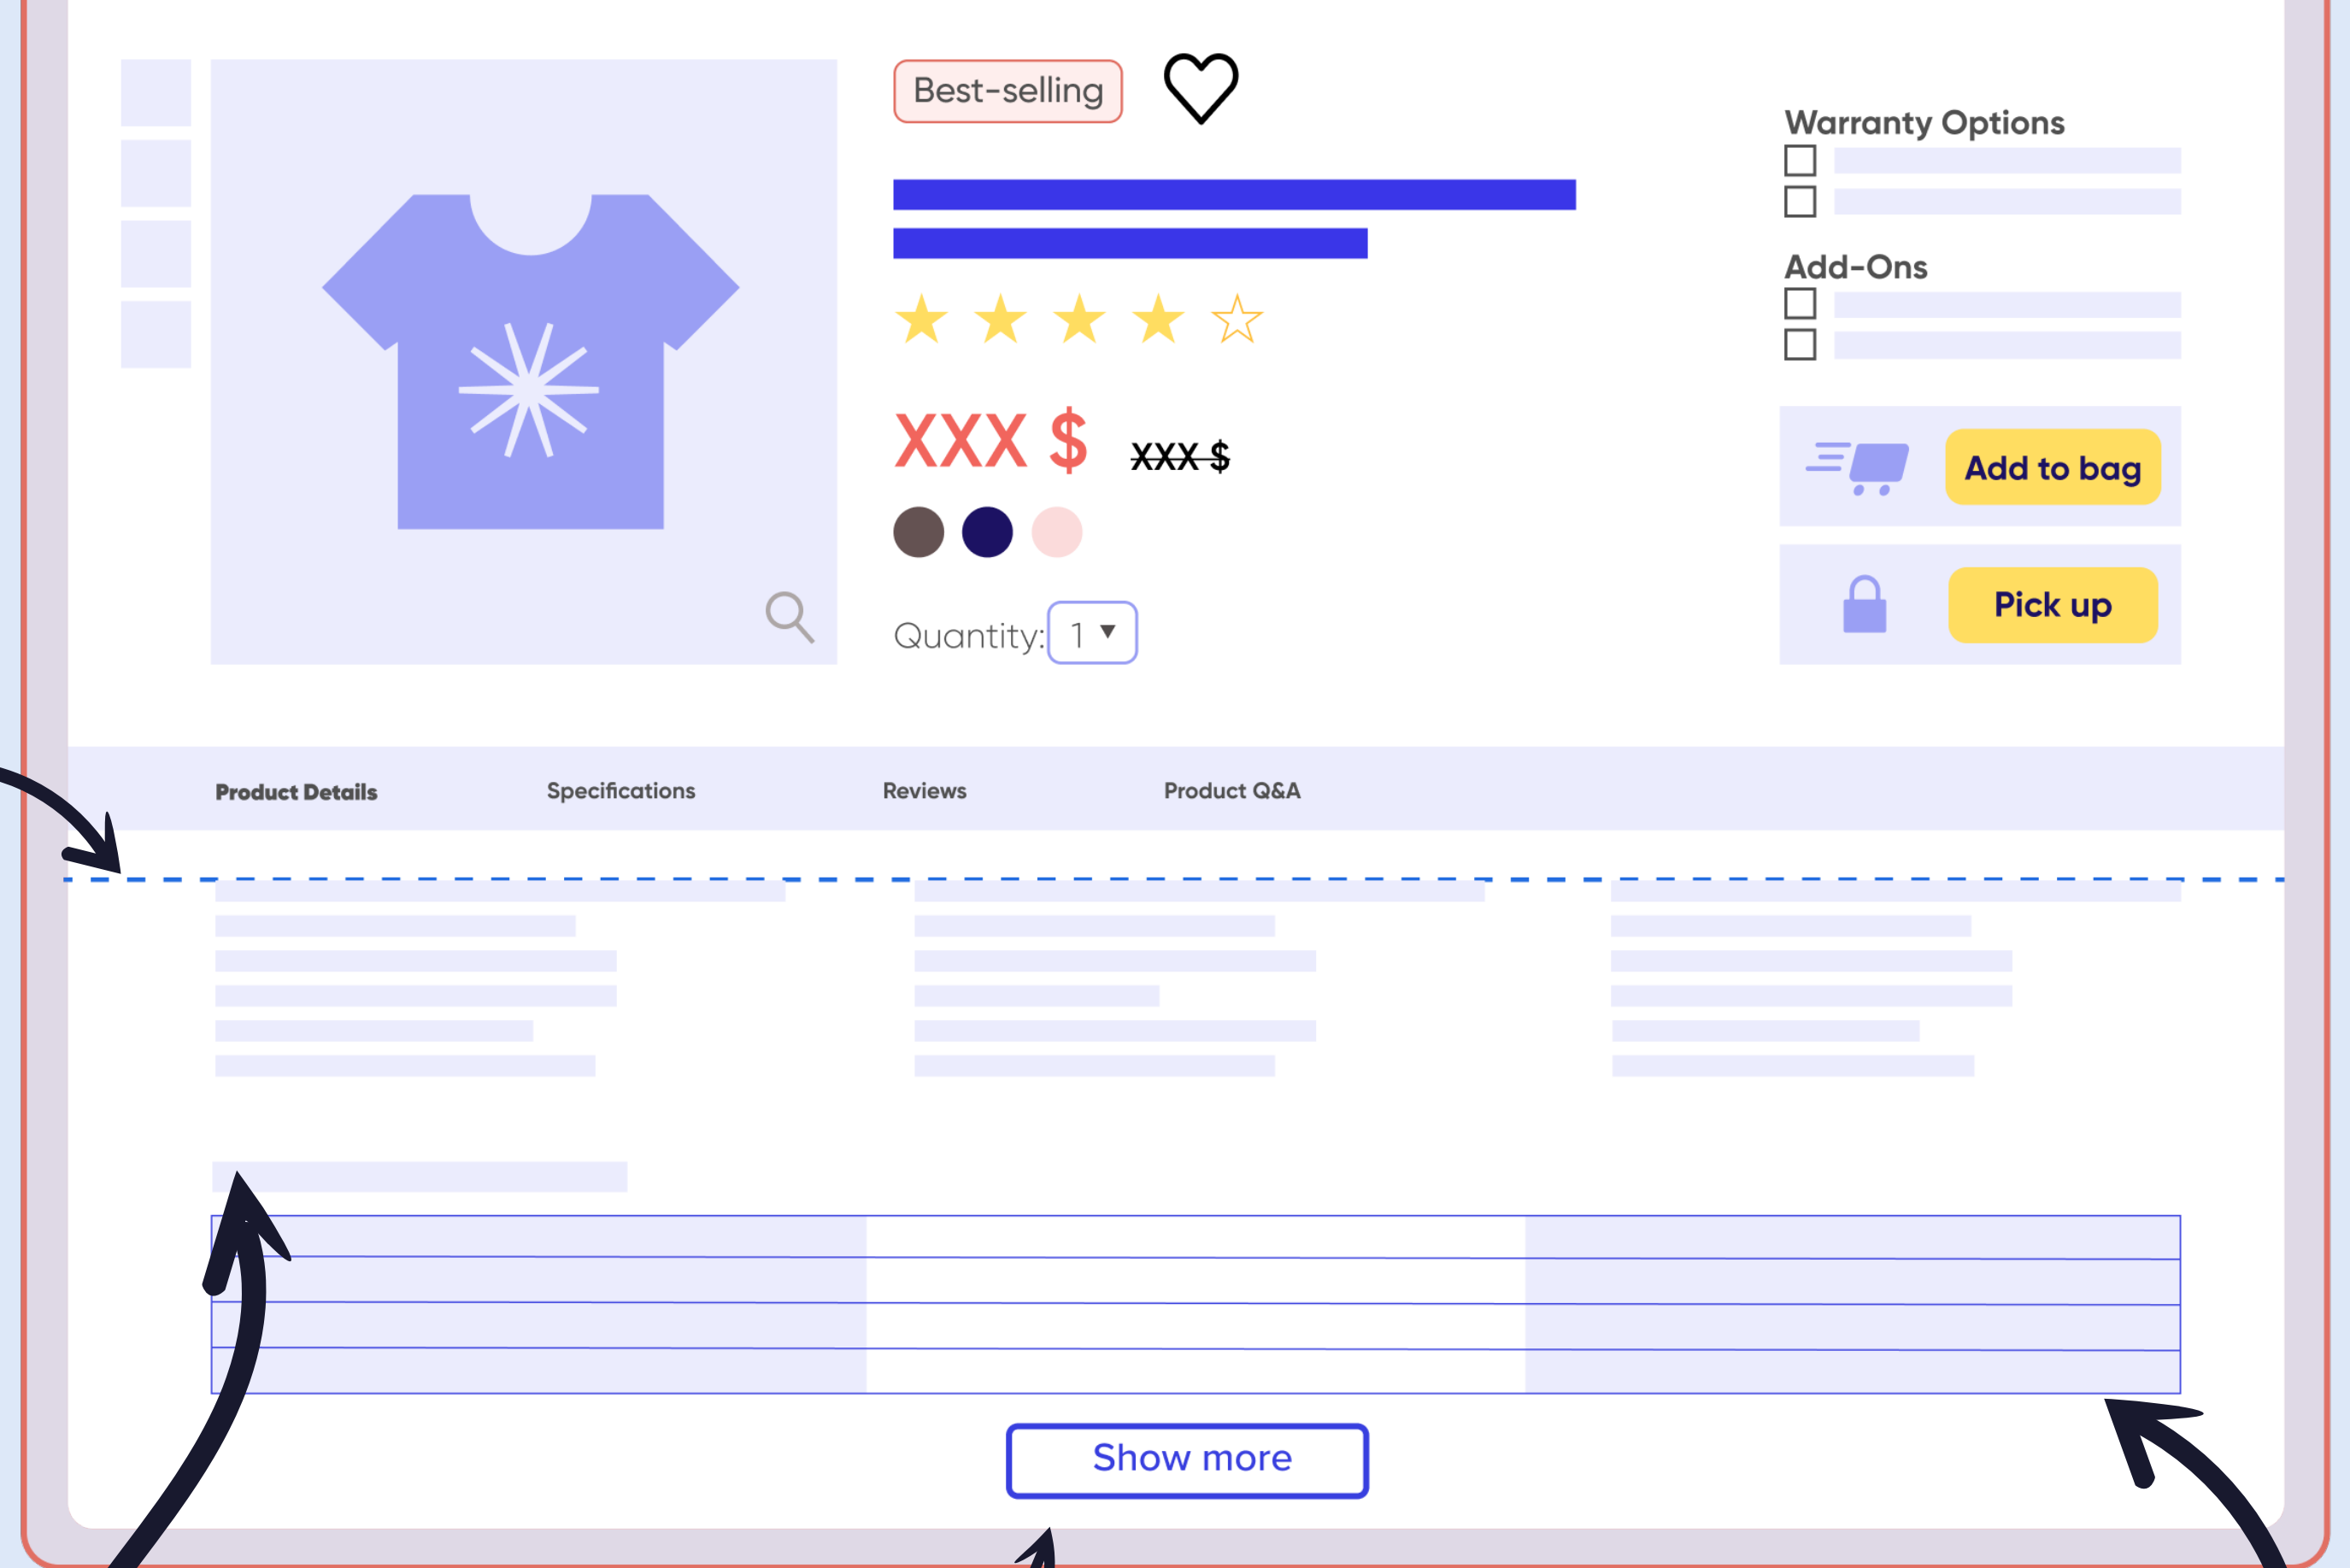 Best-selling
XXX $ XXX $
Quantity: 1
Warranty Options
Add-Ons
Add to bag
Pick up
Product Details Specifications Reviews Product Q&A
Show more